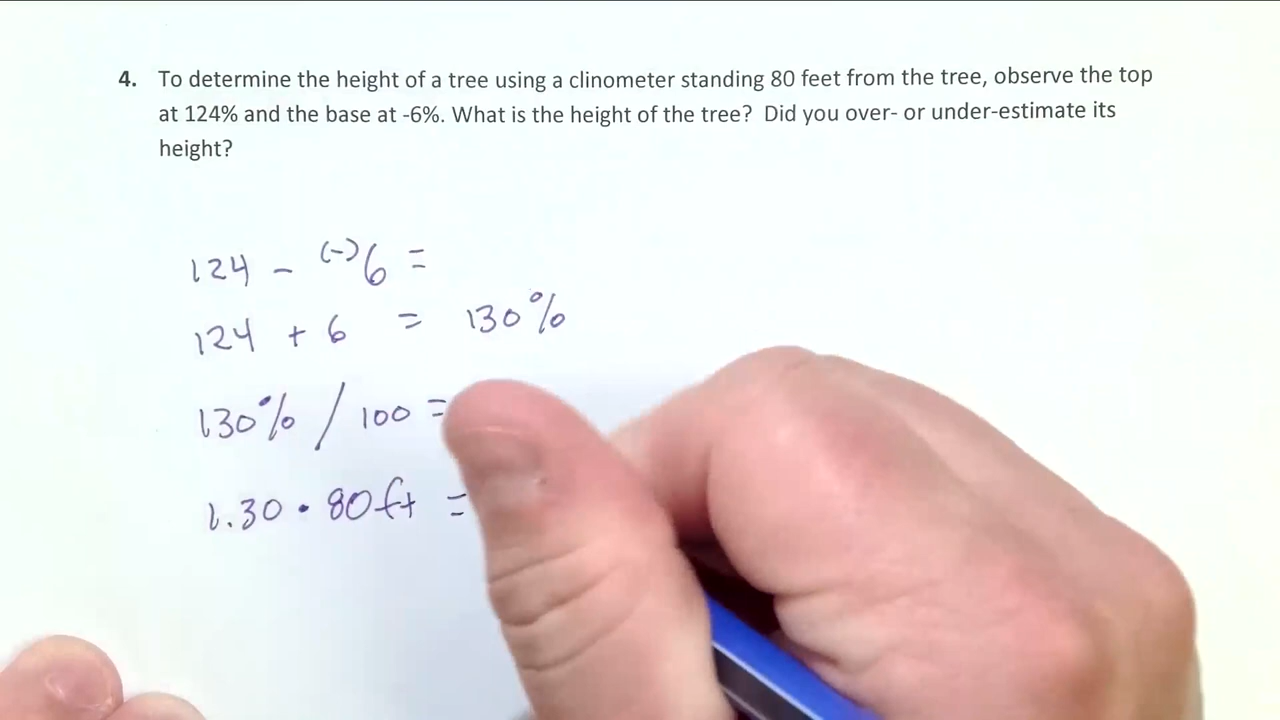 4. To determine the height of a tree using a clinometer standing 80 feet from the tree, observe the top
at 124% and the base at -6%. What is the height of the tree? Did you over- or under-estimate its
height?
124 - (-)6 =
124 + 6 = 130%
130% / 100 =
1.30 • 80ft =